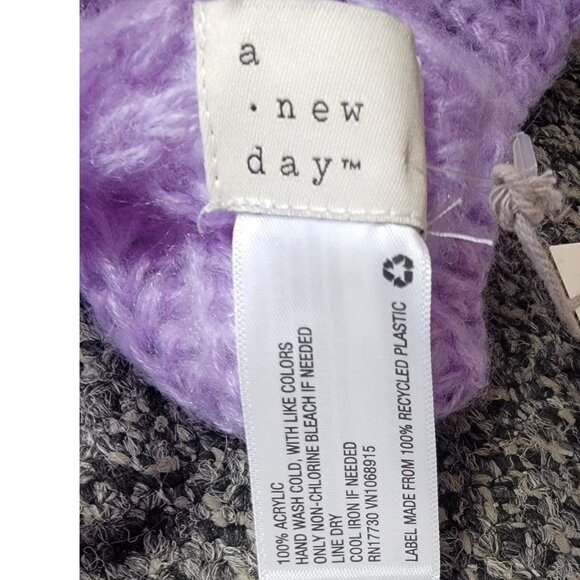 a
· new
day™
100% ACRYLIC
HAND WASH COLD, WITH LIKE COLORS
ONLY NON-CHLORINE BLEACH IF NEEDED
LINE DRY
COOL IRON IF NEEDED
RN17730 VN1068915
LABEL MADE FROM 100% RECYCLED PLASTIC